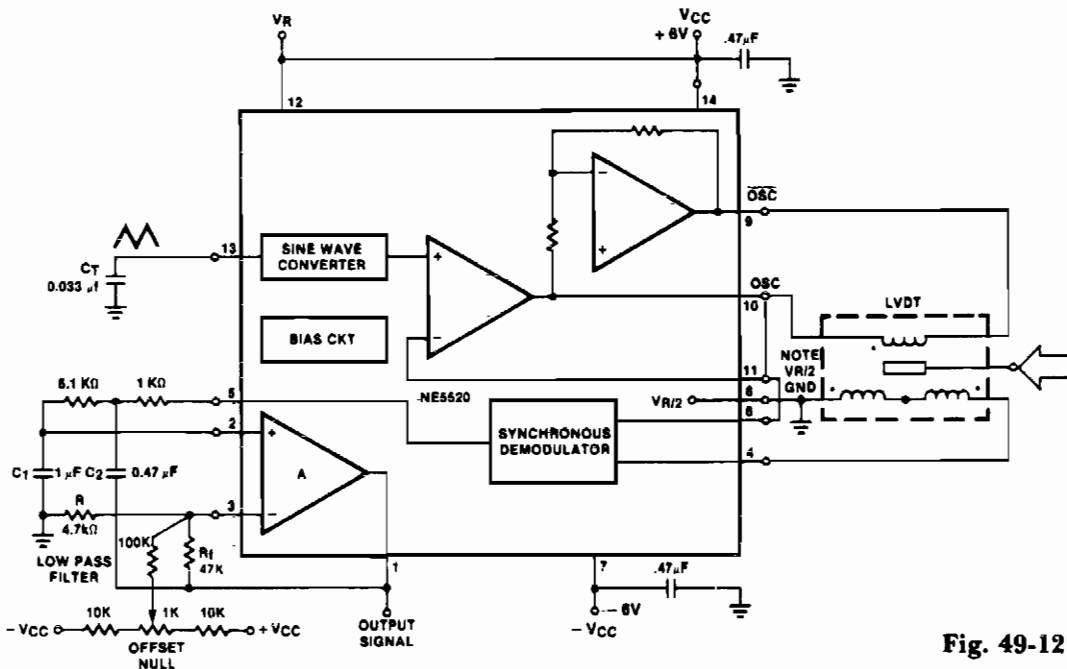 VR
VCC
+ 6V
.47μF
12
14
OSC
9
13
SINE WAVE
CONVERTER
+
−
−
+
CT
0.033 μf
OSC
10
LVDT
BIAS CKT
NOTE
VR/2
GND
11
5.1 KΩ
1 KΩ
5
NE5520
VR/2
8
6
2
SYNCHRONOUS
DEMODULATOR
4
+
A
−
C1
1 μF
C2
0.47 μF
R
4.7kΩ
3
LOW PASS
FILTER
100K
Rf
47K
1
7
.47μF
− 6V
− VCC
10K
1K
10K
− VCC
+ VCC
OFFSET
NULL
OUTPUT
SIGNAL
Fig. 49-12